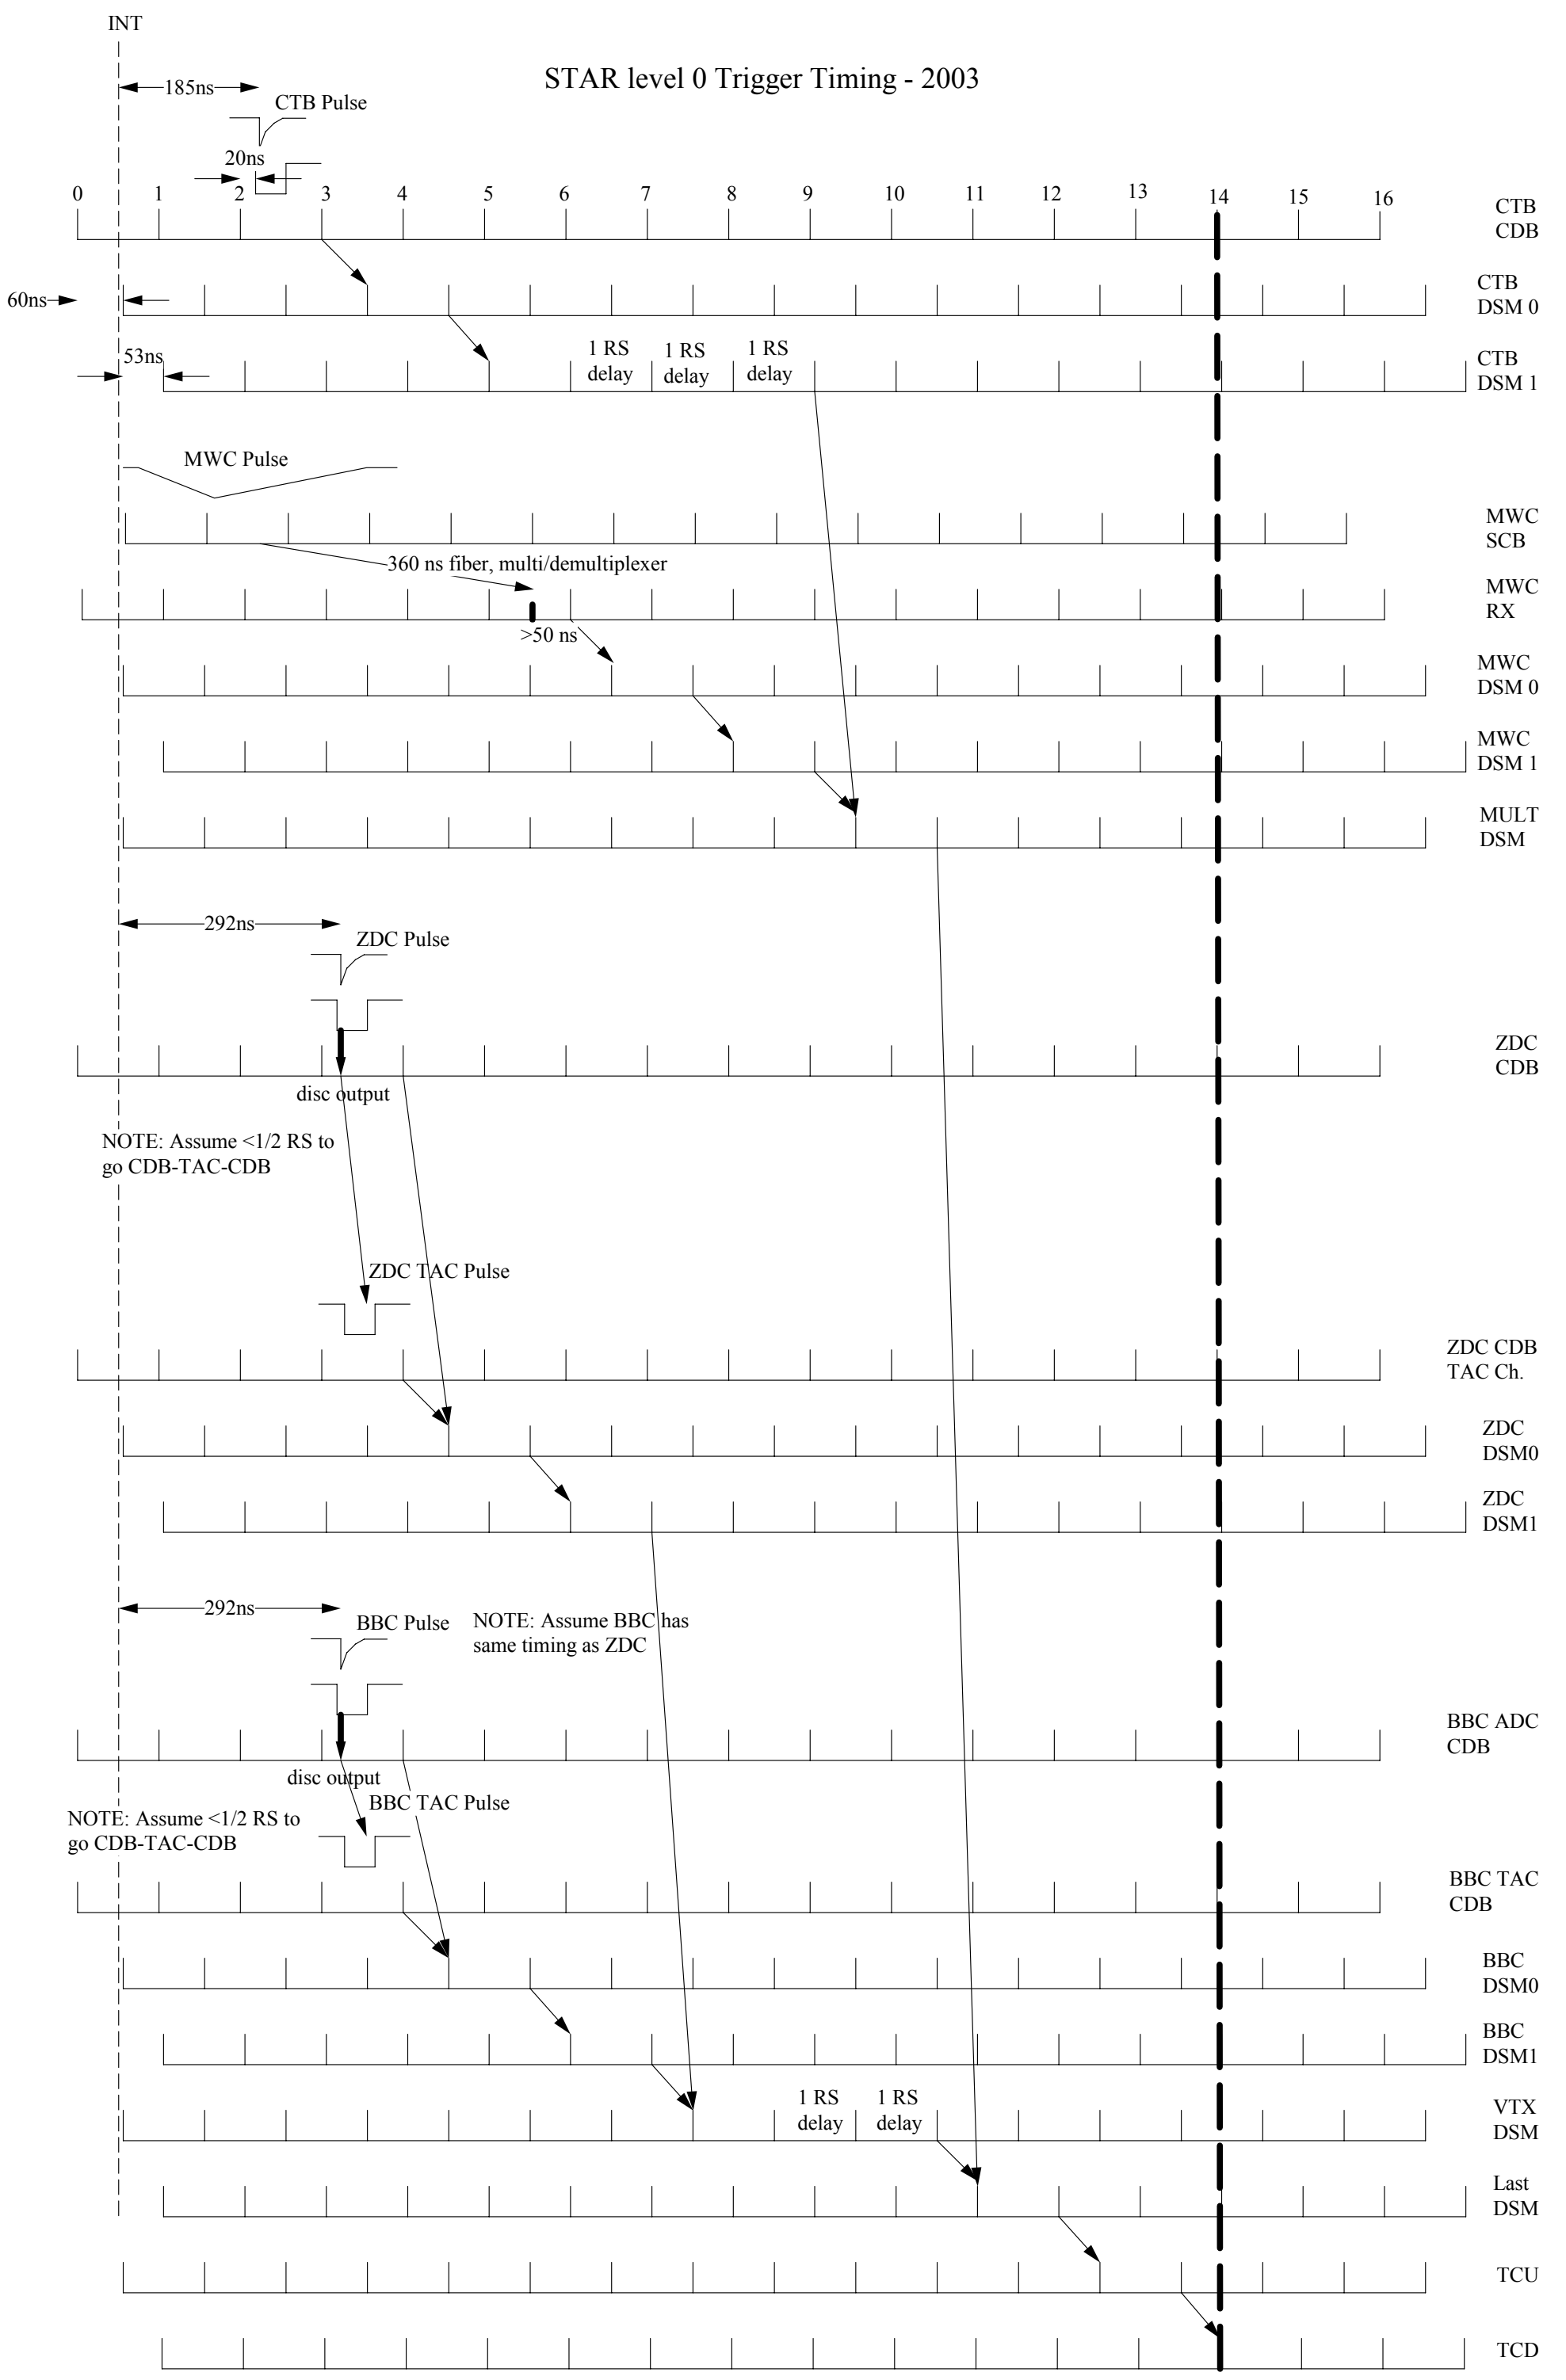 INT
STAR level 0 Trigger Timing - 2003
185ns
CTB Pulse
20ns
0 1 2 3 4 5 6 7 8 9 10 11 12 13 14 15 16
CTB
CDB
60ns
CTB
DSM 0
53ns
1 RS
delay
1 RS
delay
1 RS
delay
CTB
DSM 1
MWC Pulse
MWC
SCB
360 ns fiber, multi/demultiplexer
MWC
RX
>50 ns
MWC
DSM 0
MWC
DSM 1
MULT
DSM
292ns
ZDC Pulse
ZDC
CDB
disc output
NOTE: Assume <1/2 RS to
go CDB-TAC-CDB
ZDC TAC Pulse
ZDC CDB
TAC Ch.
ZDC
DSM0
ZDC
DSM1
292ns
BBC Pulse
NOTE: Assume BBC has
same timing as ZDC
BBC ADC
CDB
disc output
BBC TAC Pulse
NOTE: Assume <1/2 RS to
go CDB-TAC-CDB
BBC TAC
CDB
BBC
DSM0
BBC
DSM1
1 RS
delay
1 RS
delay
VTX
DSM
Last
DSM
TCU
TCD